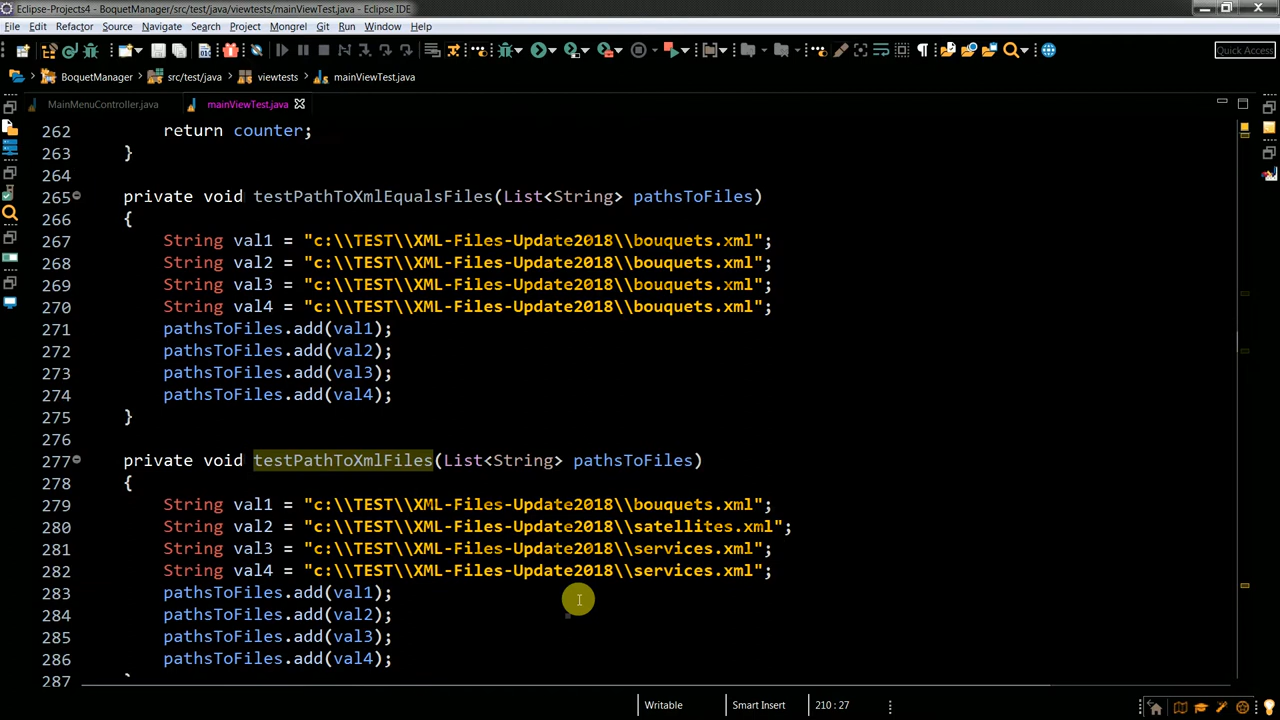 Eclipse-Projects4 - BoquetManager/src/test/java/viewtests/mainViewTest.java - Eclipse IDE
File Edit Refactor Source Navigate Search Project Mongrel Git Run Window Help
Quick Access
BoquetManager src/test/java viewtests mainViewTest.java
MainMenuController.java mainViewTest.java
262 return counter;
263 }
264
265 private void testPathToXmlEqualsFiles(List<String> pathsToFiles)
266 {
267 String val1 = "c:\\TEST\\XML-Files-Update2018\\bouquets.xml";
268 String val2 = "c:\\TEST\\XML-Files-Update2018\\bouquets.xml";
269 String val3 = "c:\\TEST\\XML-Files-Update2018\\bouquets.xml";
270 String val4 = "c:\\TEST\\XML-Files-Update2018\\bouquets.xml";
271 pathsToFiles.add(val1);
272 pathsToFiles.add(val2);
273 pathsToFiles.add(val3);
274 pathsToFiles.add(val4);
275 }
276
277 private void testPathToXmlFiles(List<String> pathsToFiles)
278 {
279 String val1 = "c:\\TEST\\XML-Files-Update2018\\bouquets.xml";
280 String val2 = "c:\\TEST\\XML-Files-Update2018\\satellites.xml";
281 String val3 = "c:\\TEST\\XML-Files-Update2018\\services.xml";
282 String val4 = "c:\\TEST\\XML-Files-Update2018\\services.xml";
283 pathsToFiles.add(val1);
284 pathsToFiles.add(val2);
285 pathsToFiles.add(val3);
286 pathsToFiles.add(val4);
287
Writable Smart Insert 210 : 27